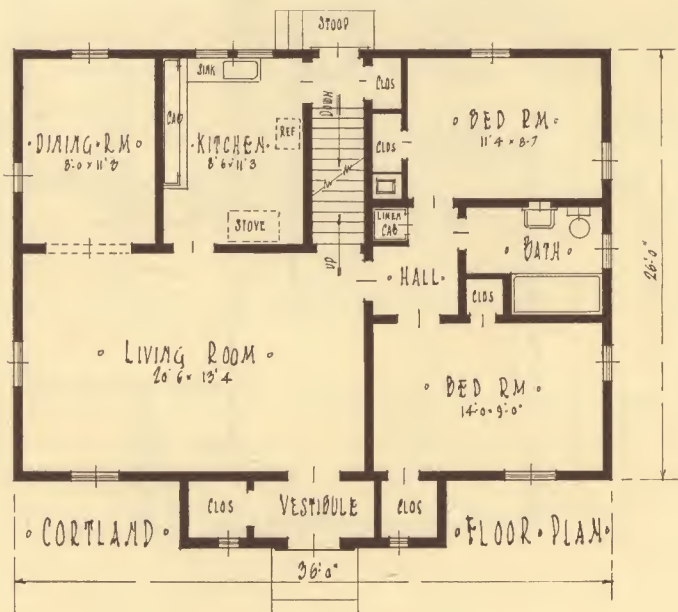 STOOP
SINK
CAB
DOWN
CLOS
DINING·RM
8'·0 x 11'·8
·KITCHEN·
8'6 x 11'3
REF
CLOS
· BED RM ·
11'4 x 8-7
STOVE
LINEN
CAB
UP
· BATH ·
· HALL ·
CLOS
· LIVING ROOM ·
20'6 x 13'4
· BED RM ·
14'·0 x 9'·0"
26'·0"
CLOS
VESTIBULE
CLOS
·CORTLAND·
·FLOOR·PLAN·
36'·0"